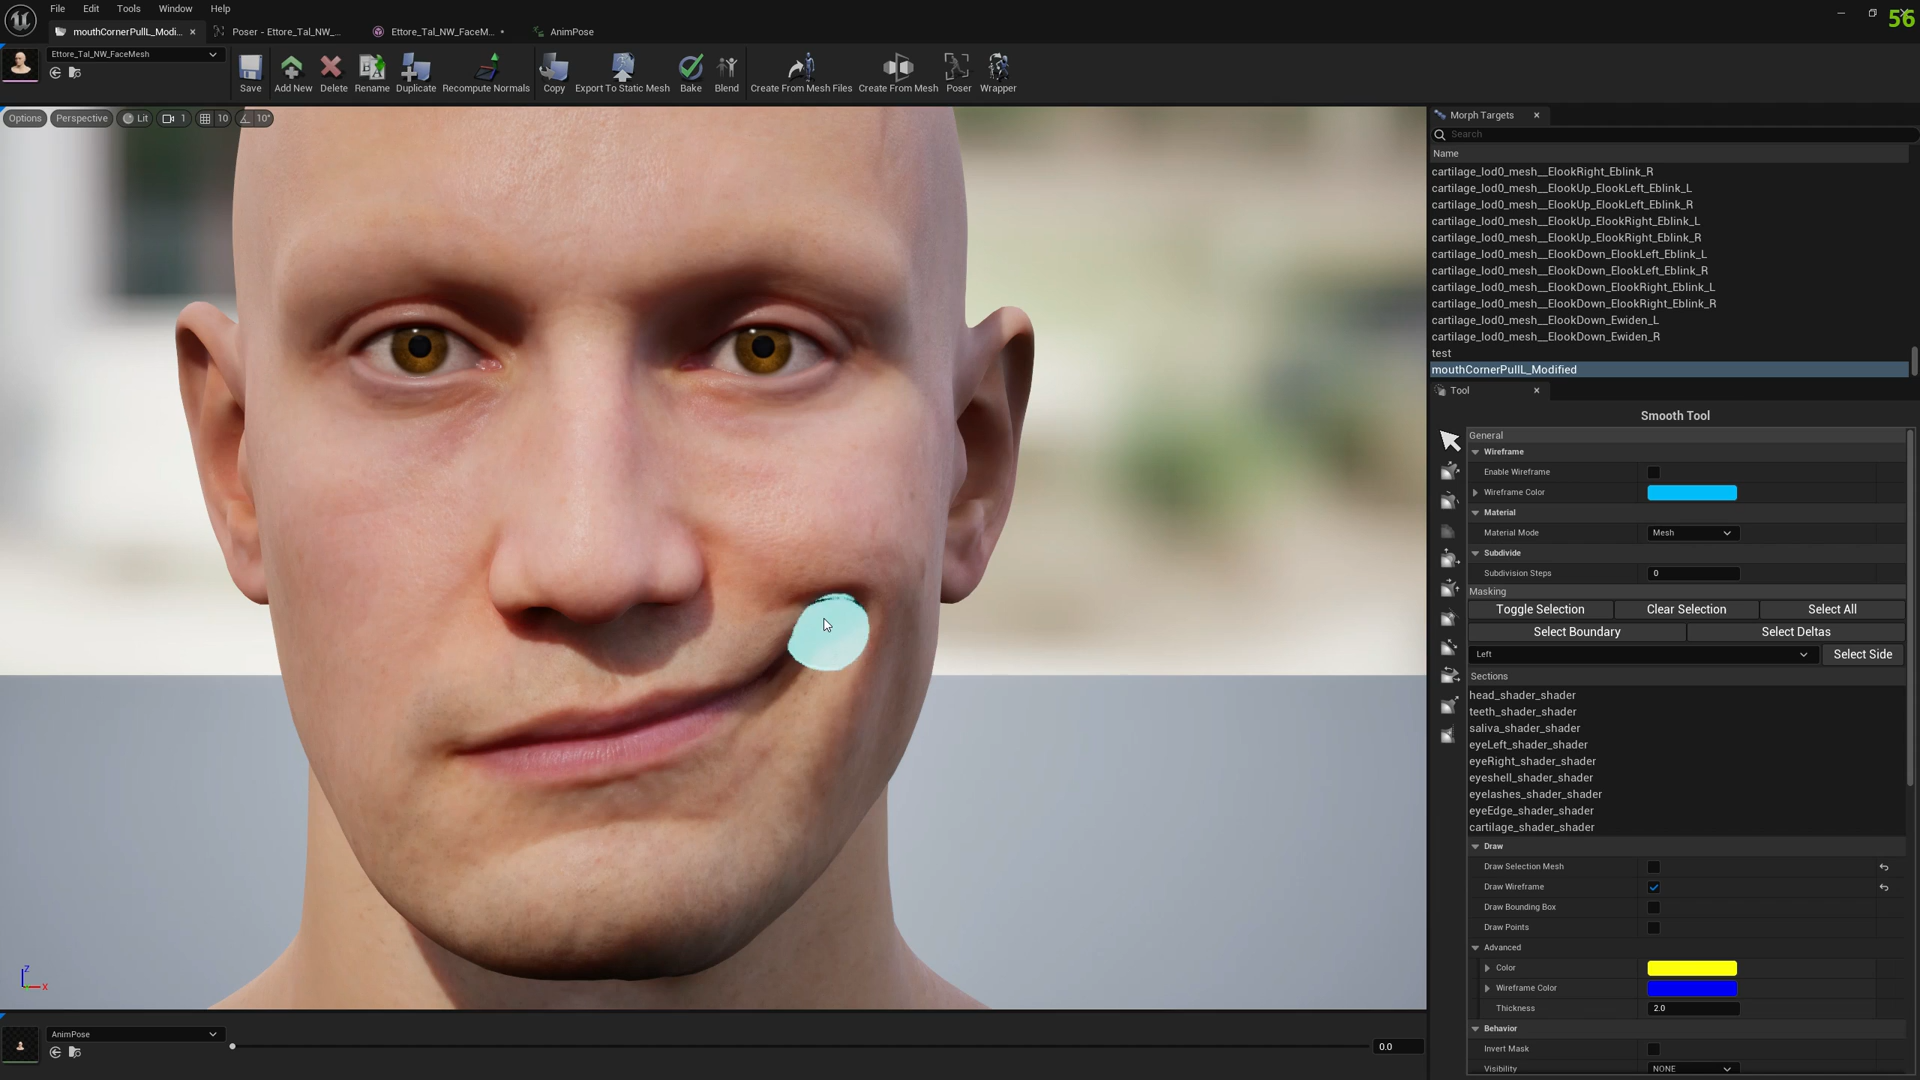 File Edit Tools Window Help
56
mouthCornerPullL_Modifi... Poser - Ettore_Tal_NW_... Ettore_Tal_NW_FaceM... • AnimPose
Ettore_Tal_NW_FaceMesh
Save Add New Delete Rename Duplicate Recompute Normals Copy Export To Static Mesh Bake Blend Create From Mesh Files Create From Mesh Poser Wrapper
Options Perspective Lit 1 10 10°
Morph Targets
Search
Name
cartilage_lod0_mesh__ElookRight_Eblink_R
cartilage_lod0_mesh__ElookUp_ElookLeft_Eblink_L
cartilage_lod0_mesh__ElookUp_ElookLeft_Eblink_R
cartilage_lod0_mesh__ElookUp_ElookRight_Eblink_L
cartilage_lod0_mesh__ElookUp_ElookRight_Eblink_R
cartilage_lod0_mesh__ElookDown_ElookLeft_Eblink_L
cartilage_lod0_mesh__ElookDown_ElookLeft_Eblink_R
cartilage_lod0_mesh__ElookDown_ElookRight_Eblink_L
cartilage_lod0_mesh__ElookDown_ElookRight_Eblink_R
cartilage_lod0_mesh__ElookDown_Ewiden_L
cartilage_lod0_mesh__ElookDown_Ewiden_R
test
mouthCornerPullL_Modified
Tool
Smooth Tool
General
Wireframe
Enable Wireframe
Wireframe Color
Material
Material Mode Mesh
Subdivide
Subdivision Steps 0
Masking
Toggle Selection Clear Selection Select All
Select Boundary Select Deltas
Left Select Side
Sections
head_shader_shader
teeth_shader_shader
saliva_shader_shader
eyeLeft_shader_shader
eyeRight_shader_shader
eyeshell_shader_shader
eyelashes_shader_shader
eyeEdge_shader_shader
cartilage_shader_shader
Draw
Draw Selection Mesh
Draw Wireframe
Draw Bounding Box
Draw Points
Advanced
Color
Wireframe Color
Thickness 2.0
Behavior
Invert Mask
Visibility NONE
Z
X
AnimPose
0.0